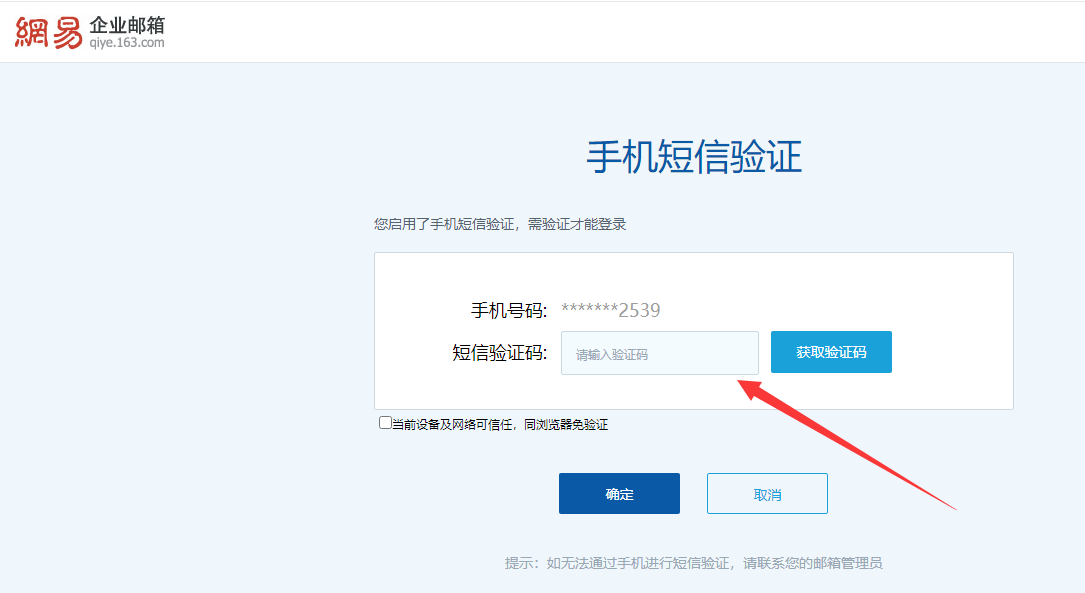 網易 企业邮箱
qiye.163.com
手机短信验证
您启用了手机短信验证，需验证才能登录
手机号码: *******2539
短信验证码: 请输入验证码 获取验证码
当前设备及网络可信任，同浏览器免验证
确定 取消
提示：如无法通过手机进行短信验证，请联系您的邮箱管理员